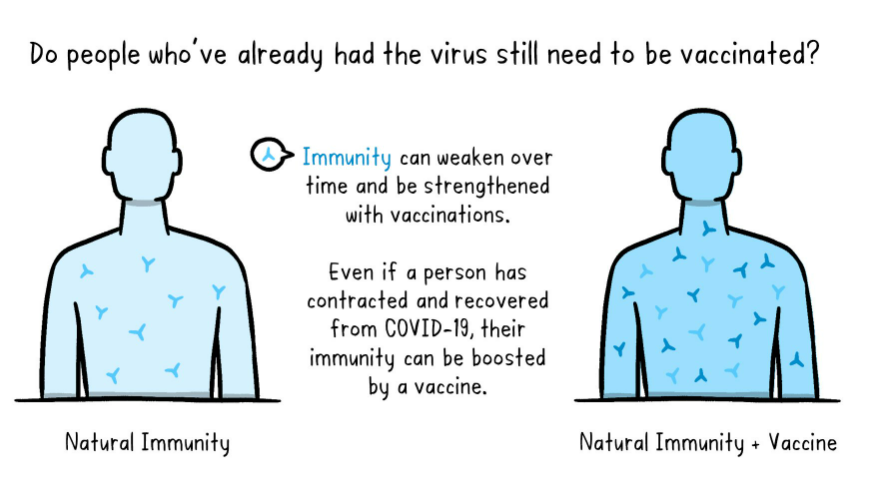 Do people who've already had the virus still need to be vaccinated?
Immunity can weaken over
time and be strengthened
with vaccinations.
Even if a person has
contracted and recovered
from COVID-19, their
immunity can be boosted
by a vaccine.
Natural Immunity
Natural Immunity + Vaccine